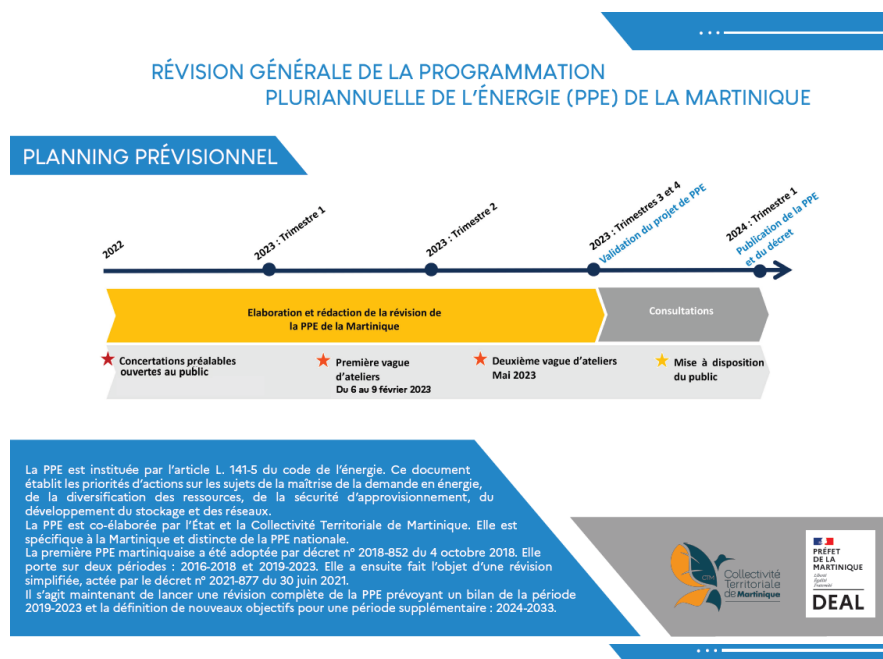 RÉVISION GÉNÉRALE DE LA PROGRAMMATION
PLURIANNUELLE DE L'ÉNERGIE (PPE) DE LA MARTINIQUE
PLANNING PRÉVISIONNEL
2022
2023 : Trimestre 1
2023 : Trimestre 2
2023 : Trimestres 3 et 4
Validation du projet de PPE
2024 : Trimestre 1
Publication de la PPE
et du décret
Elaboration et rédaction de la révision de
la PPE de la Martinique
Consultations
Concertations préalables
ouvertes au public
Première vague
d'ateliers
Du 6 au 9 février 2023
Deuxième vague d'ateliers
Mai 2023
Mise à disposition
du public
La PPE est instituée par l'article L. 141-5 du code de l'énergie. Ce document
établit les priorités d'actions sur les sujets de la maîtrise de la demande en énergie,
de la diversification des ressources, de la sécurité d'approvisionnement, du
développement du stockage et des réseaux.
La PPE est co-élaborée par l'État et la Collectivité Territoriale de Martinique. Elle est
spécifique à la Martinique et distincte de la PPE nationale.
La première PPE martiniquaise a été adoptée par décret n° 2018-852 du 4 octobre 2018. Elle
porte sur deux périodes : 2016-2018 et 2019-2023. Elle a ensuite fait l'objet d'une révision
simplifiée, actée par le décret n° 2021-877 du 30 juin 2021.
Il s'agit maintenant de lancer une révision complète de la PPE prévoyant un bilan de la période
2019-2023 et la définition de nouveaux objectifs pour une période supplémentaire : 2024-2033.
CTM
Collectivité
Territoriale
de Martinique
PRÉFET
DE LA
MARTINIQUE
Liberté
Égalité
Fraternité
DEAL